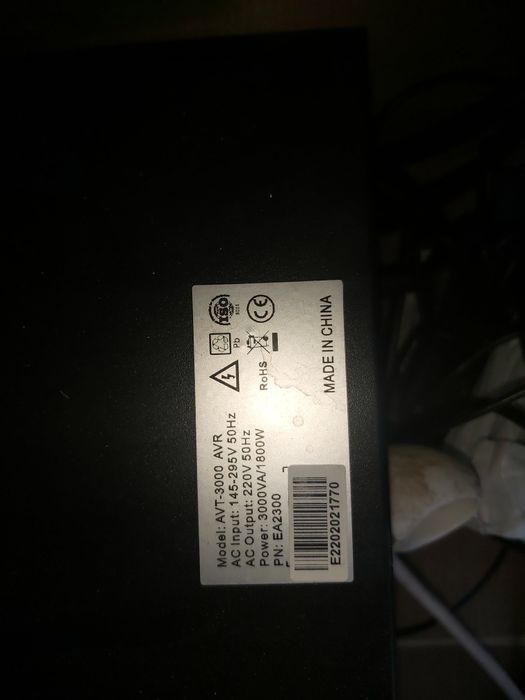 Model: AVT-3000 AVR
AC Input: 145-295V 50Hz
AC Output: 220V 50Hz
Power: 3000VA/1800W
PN: EA2300
E2202021770
ISO
Pb
RoHS
CE
MADE IN CHINA